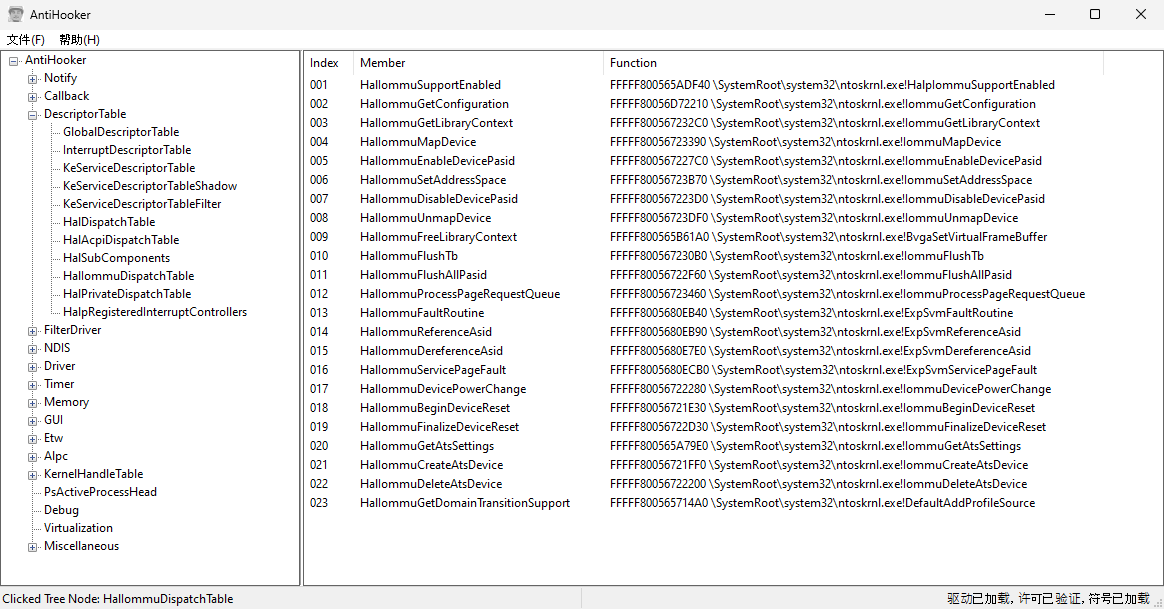 AntiHooker
文件(F) 帮助(H)
AntiHooker
Notify
Callback
DescriptorTable
GlobalDescriptorTable
InterruptDescriptorTable
KeServiceDescriptorTable
KeServiceDescriptorTableShadow
KeServiceDescriptorTableFilter
HalDispatchTable
HalAcpiDispatchTable
HalSubComponents
HalIommuDispatchTable
HalPrivateDispatchTable
HalpRegisteredInterruptControllers
FilterDriver
NDIS
Driver
Timer
Memory
GUI
Etw
Alpc
KernelHandleTable
PsActiveProcessHead
Debug
Virtualization
Miscellaneous
Index Member Function
001 HalIommuSupportEnabled FFFFF800565ADF40 \SystemRoot\system32\ntoskrnl.exe!HalpIommuSupportEnabled
002 HalIommuGetConfiguration FFFFF80056D72210 \SystemRoot\system32\ntoskrnl.exe!IommuGetConfiguration
003 HalIommuGetLibraryContext FFFFF800567232C0 \SystemRoot\system32\ntoskrnl.exe!IommuGetLibraryContext
004 HalIommuMapDevice FFFFF80056723390 \SystemRoot\system32\ntoskrnl.exe!IommuMapDevice
005 HalIommuEnableDevicePasid FFFFF800567227C0 \SystemRoot\system32\ntoskrnl.exe!IommuEnableDevicePasid
006 HalIommuSetAddressSpace FFFFF80056723B70 \SystemRoot\system32\ntoskrnl.exe!IommuSetAddressSpace
007 HalIommuDisableDevicePasid FFFFF800567223D0 \SystemRoot\system32\ntoskrnl.exe!IommuDisableDevicePasid
008 HalIommuUnmapDevice FFFFF80056723DF0 \SystemRoot\system32\ntoskrnl.exe!IommuUnmapDevice
009 HalIommuFreeLibraryContext FFFFF800565B61A0 \SystemRoot\system32\ntoskrnl.exe!BvgaSetVirtualFrameBuffer
010 HalIommuFlushTb FFFFF800567230B0 \SystemRoot\system32\ntoskrnl.exe!IommuFlushTb
011 HalIommuFlushAllPasid FFFFF80056722F60 \SystemRoot\system32\ntoskrnl.exe!IommuFlushAllPasid
012 HalIommuProcessPageRequestQueue FFFFF80056723460 \SystemRoot\system32\ntoskrnl.exe!IommuProcessPageRequestQueue
013 HalIommuFaultRoutine FFFFF8005680EB40 \SystemRoot\system32\ntoskrnl.exe!ExpSvmFaultRoutine
014 HalIommuReferenceAsid FFFFF8005680EB90 \SystemRoot\system32\ntoskrnl.exe!ExpSvmReferenceAsid
015 HalIommuDereferenceAsid FFFFF8005680E7E0 \SystemRoot\system32\ntoskrnl.exe!ExpSvmDereferenceAsid
016 HalIommuServicePageFault FFFFF8005680ECB0 \SystemRoot\system32\ntoskrnl.exe!ExpSvmServicePageFault
017 HalIommuDevicePowerChange FFFFF80056722280 \SystemRoot\system32\ntoskrnl.exe!IommuDevicePowerChange
018 HalIommuBeginDeviceReset FFFFF80056721E30 \SystemRoot\system32\ntoskrnl.exe!IommuBeginDeviceReset
019 HalIommuFinalizeDeviceReset FFFFF80056722D30 \SystemRoot\system32\ntoskrnl.exe!IommuFinalizeDeviceReset
020 HalIommuGetAtsSettings FFFFF800565A79E0 \SystemRoot\system32\ntoskrnl.exe!IommuGetAtsSettings
021 HalIommuCreateAtsDevice FFFFF80056721FF0 \SystemRoot\system32\ntoskrnl.exe!IommuCreateAtsDevice
022 HalIommuDeleteAtsDevice FFFFF80056722200 \SystemRoot\system32\ntoskrnl.exe!IommuDeleteAtsDevice
023 HalIommuGetDomainTransitionSupport FFFFF800565714A0 \SystemRoot\system32\ntoskrnl.exe!DefaultAddProfileSource
Clicked Tree Node: HalIommuDispatchTable 驱动已加载, 许可已验证, 符号已加载